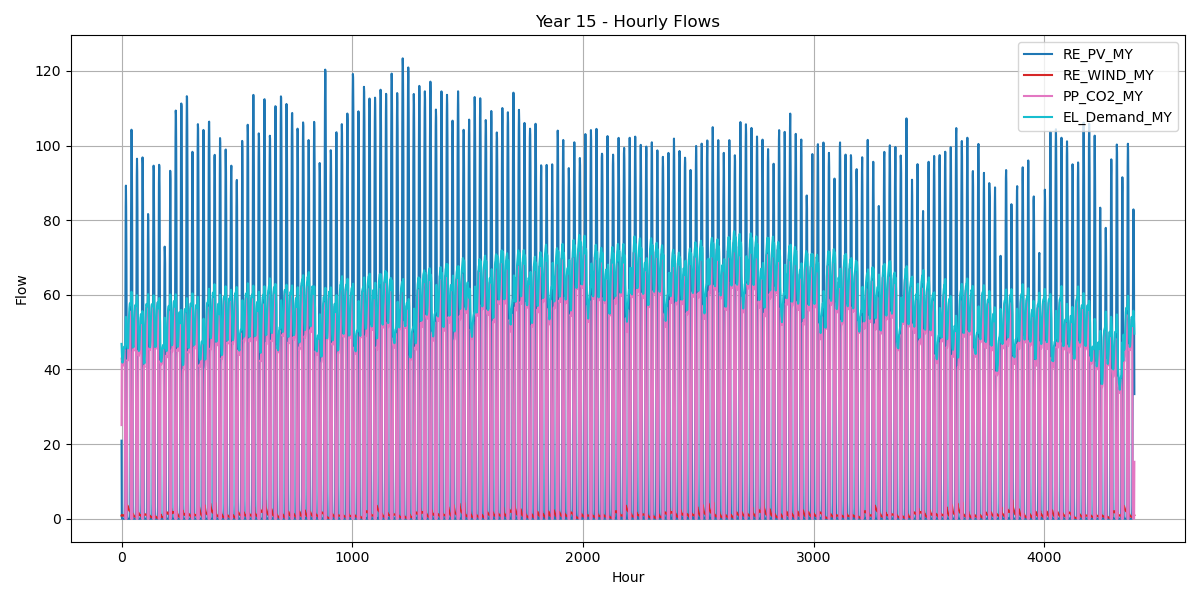 Year 15 - Hourly Flows
RE_PV_MY
RE_WIND_MY
PP_CO2_MY
EL_Demand_MY
Flow
120
100
80
60
40
20
0
0 1000 2000 3000 4000
Hour